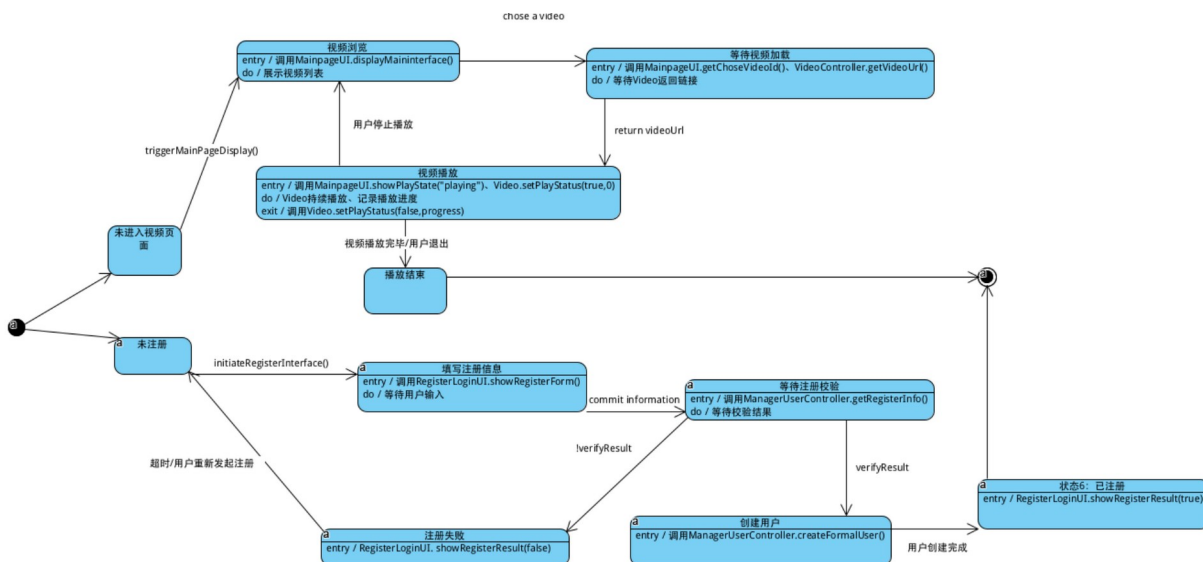 chose a video
视频浏览
entry / 调用MainpageUI.displayMaininterface()
do / 展示视频列表
等待视频加载
entry / 调用MainpageUI.getChoseVideoId()、VideoController.getVideoUrl()
do / 等待Video返回链接
用户停止播放
return videoUrl
triggerMainPageDisplay()
视频播放
entry / 调用MainpageUI.showPlayState("playing")、Video.setPlayStatus(true,0)
do / Video持续播放、记录播放进度
exit / 调用Video.setPlayStatus(false,progress)
未进入视频页
面
视频播放完毕/用户退出
播放结束
a
a
a
未注册
initiateRegisterInterface()
a
填写注册信息
entry / 调用RegisterLoginUI.showRegisterForm()
do / 等待用户输入
commit information
a
等待注册校验
entry / 调用ManagerUserController.getRegisterInfo()
do / 等待校验结果
!verifyResult
超时/用户重新发起注册
verifyResult
a
状态6：已注册
entry / RegisterLoginUI.showRegisterResult(true)
a
注册失败
entry / RegisterLoginUI. showRegisterResult(false)
a
创建用户
entry / 调用ManagerUserController.createFormalUser()
用户创建完成